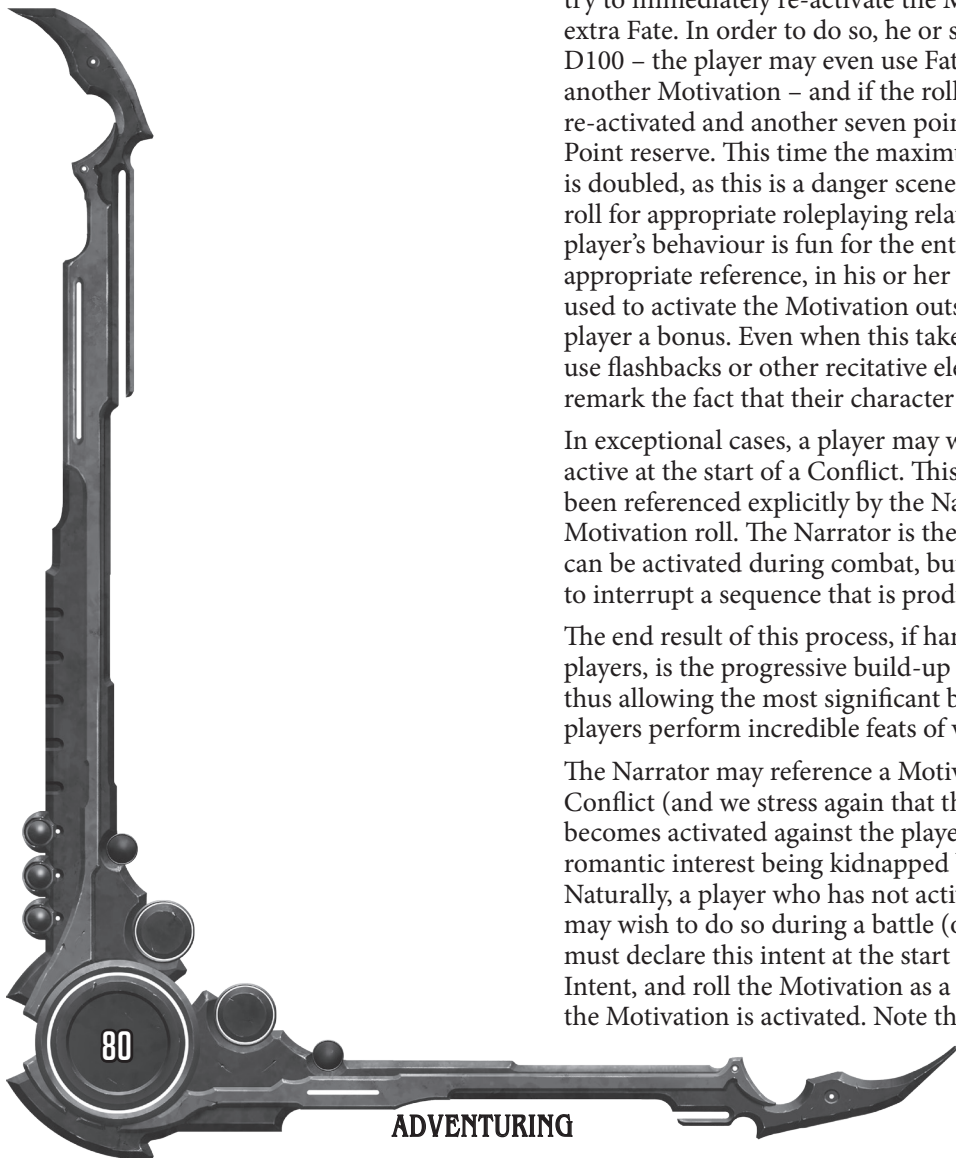 try to immediately re-activate the M
extra Fate. In order to do so, he or s
D100 – the player may even use Fat
another Motivation – and if the roll
re-activated and another seven poin
Point reserve. This time the maximu
is doubled, as this is a danger scene
roll for appropriate roleplaying rela
player’s behaviour is fun for the ent
appropriate reference, in his or her
used to activate the Motivation outs
player a bonus. Even when this take
use flashbacks or other recitative ele
remark the fact that their character
In exceptional cases, a player may w
active at the start of a Conflict. This
been referenced explicitly by the Na
Motivation roll. The Narrator is the
can be activated during combat, but
to interrupt a sequence that is prod
The end result of this process, if han
players, is the progressive build-up
thus allowing the most significant b
players perform incredible feats of v
The Narrator may reference a Motiv
Conflict (and we stress again that th
becomes activated against the playe
romantic interest being kidnapped
Naturally, a player who has not activ
may wish to do so during a battle (o
must declare this intent at the start
Intent, and roll the Motivation as a
the Motivation is activated. Note th
80
ADVENTURING